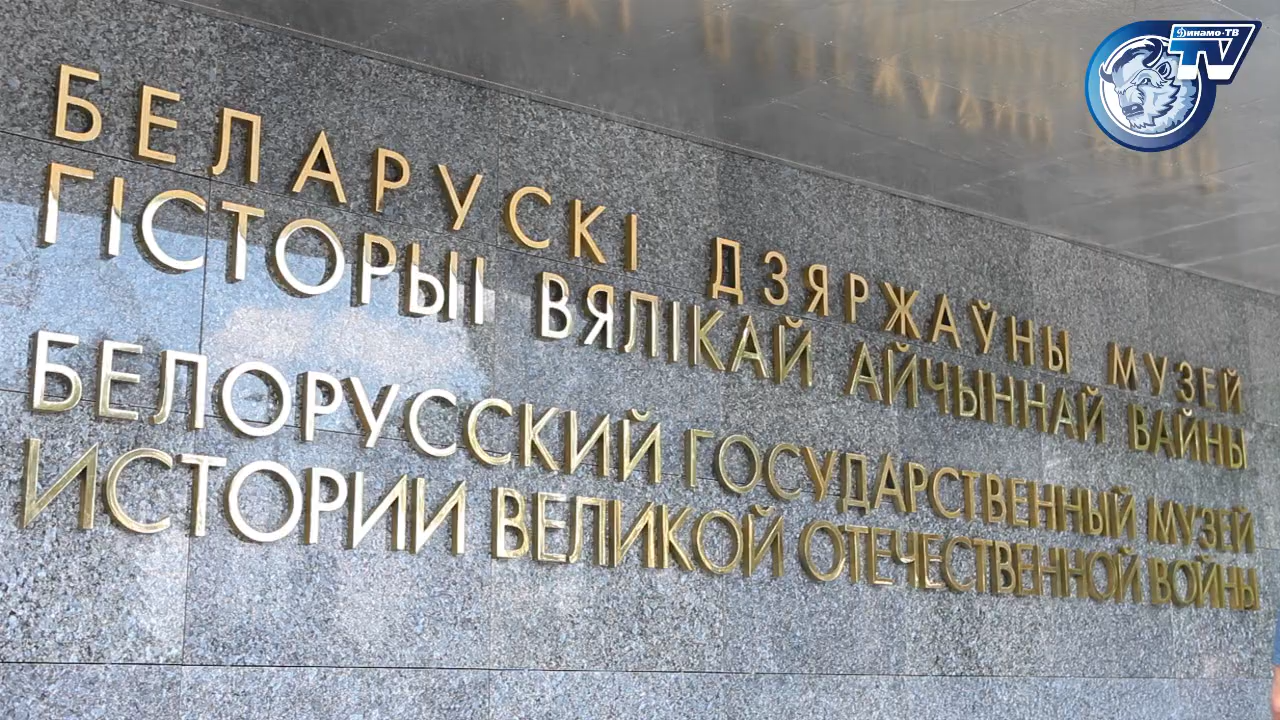 Динамо-ТВ
TV
БЕЛАРУСКІ ДЗЯРЖАЎНЫ МУЗЕЙ
ГІСТОРЫІ ВЯЛІКАЙ АЙЧЫННАЙ ВАЙНЫ
БЕЛОРУССКИЙ ГОСУДАРСТВЕННЫЙ МУЗЕЙ
ИСТОРИИ ВЕЛИКОЙ ОТЕЧЕСТВЕННОЙ ВОЙНЫ